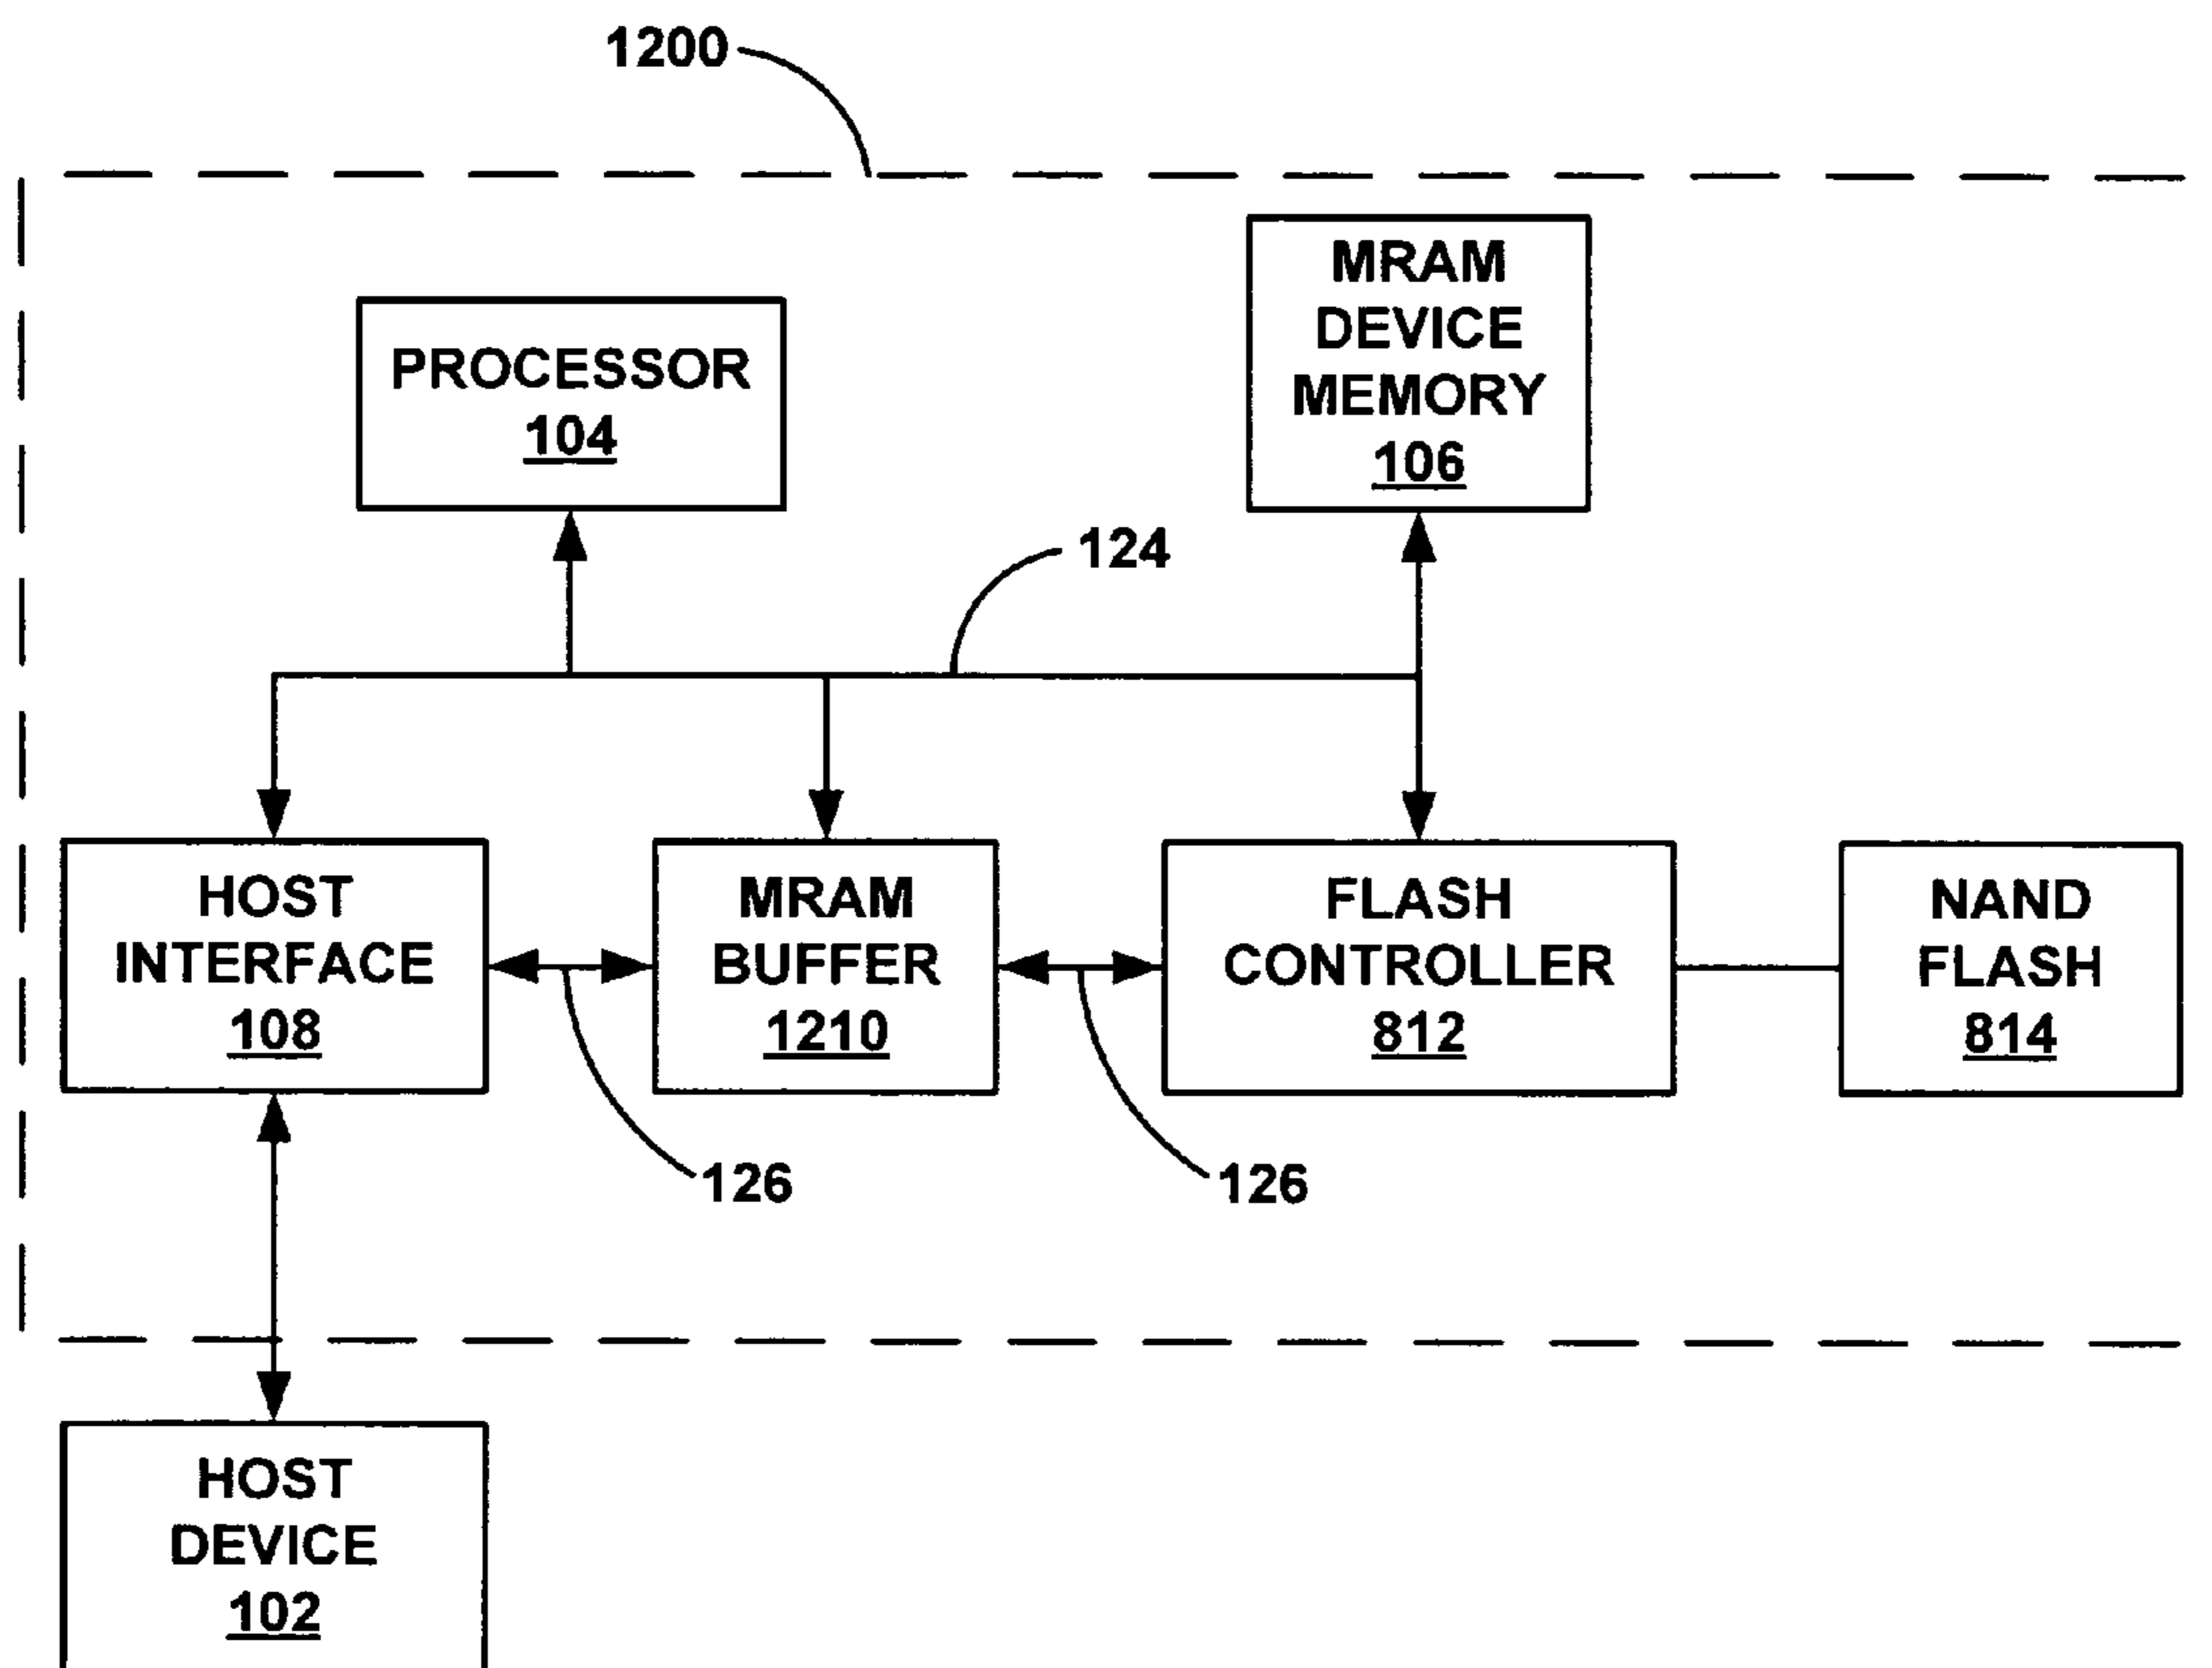 1200
MRAM
DEVICE
MEMORY
106
PROCESSOR
104
124
HOST
INTERFACE
108
MRAM
BUFFER
1210
FLASH
CONTROLLER
812
NAND
FLASH
814
126
126
HOST
DEVICE
102